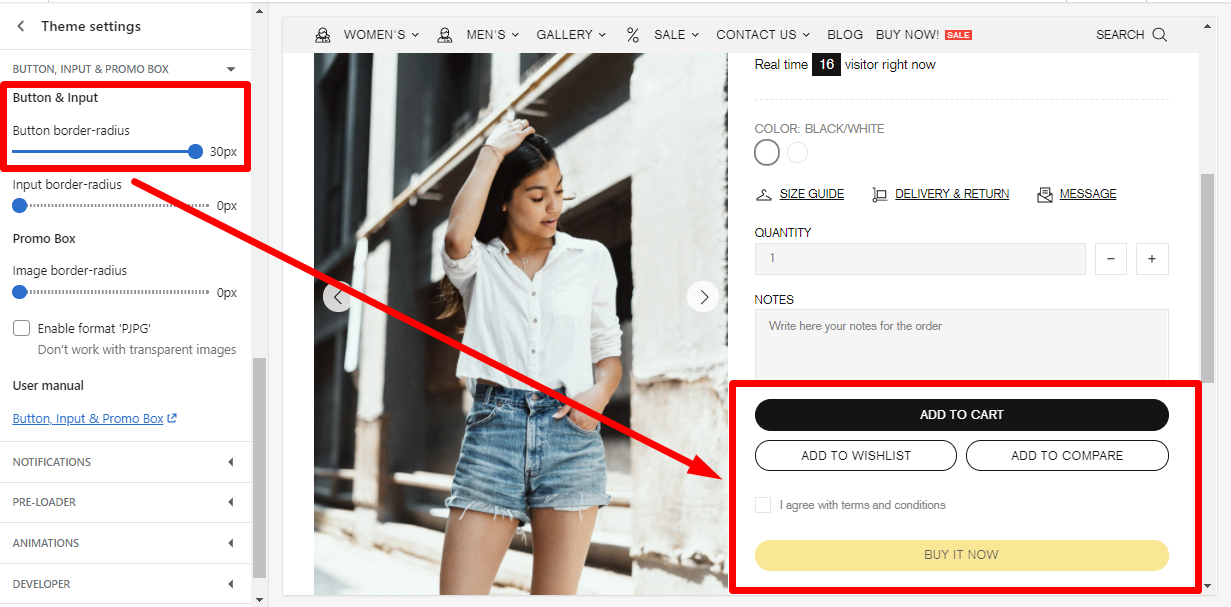 Theme settings
BUTTON, INPUT & PROMO BOX
Button & Input
Button border-radius
30px
Input border-radius
0px
Promo Box
Image border-radius
0px
Enable format 'PJPG'
Don't work with transparent images
User manual
Button, Input & Promo Box
NOTIFICATIONS
PRE-LOADER
ANIMATIONS
DEVELOPER
WOMEN'S MEN'S GALLERY SALE CONTACT US BLOG BUY NOW! SALE SEARCH
Real time 16 visitor right now
COLOR: BLACK/WHITE
SIZE GUIDE DELIVERY & RETURN MESSAGE
QUANTITY
1 − +
NOTES
Write here your notes for the order
ADD TO CART
ADD TO WISHLIST ADD TO COMPARE
I agree with terms and conditions
BUY IT NOW